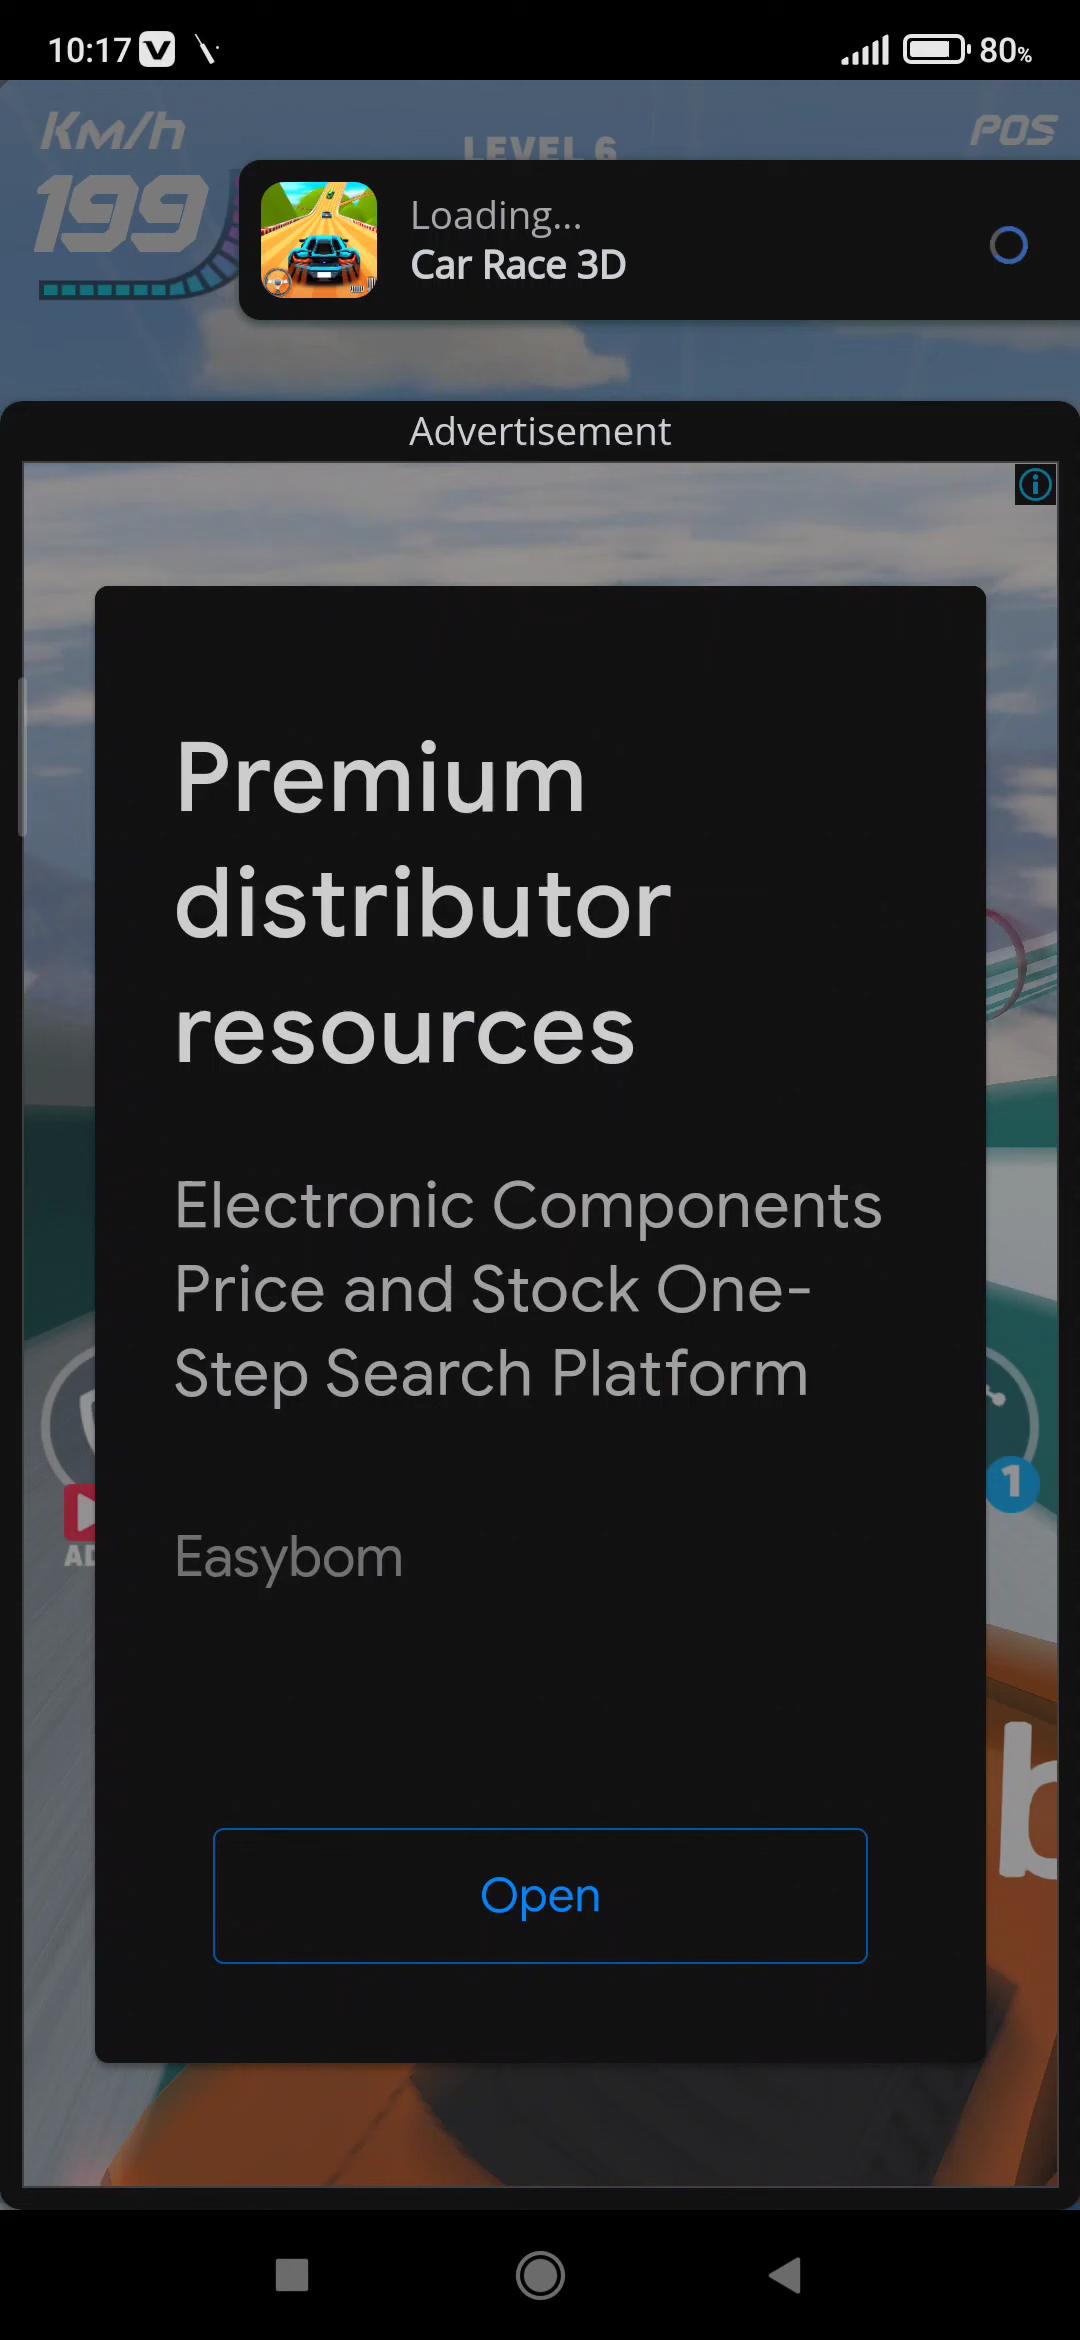 10:17
80%
Km/h
LEVEL 6
POS
199
Loading...
Car Race 3D
Advertisement
Premium
distributor
resources
Electronic Components
Price and Stock One-
Step Search Platform
1
Easybom
Open